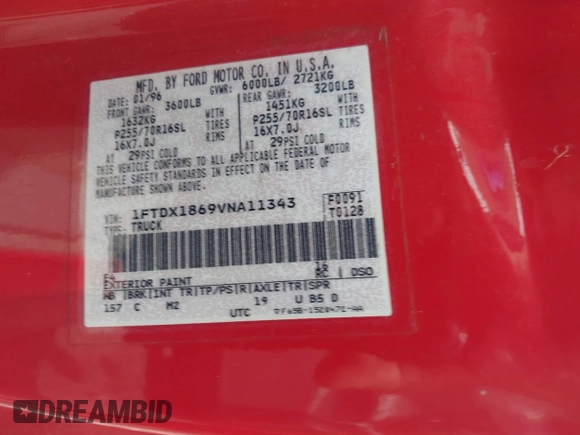 MFD. BY FORD MOTOR CO. IN U.S.A.
DATE: 01/96 GVWR: 6000LB/ 2721KG
FRONT GAWR: 3600LB REAR GAWR: 3200LB
1632KG 1451KG
P255/70R16SL TIRES P255/70R16SL TIRES
16X7.0J RIMS 16X7.0J RIMS
AT 29PSI COLD AT 29PSI COLD
THIS VEHICLE CONFORMS TO ALL APPLICABLE FEDERAL MOTOR
VEHICLE SAFETY STANDARDS IN EFFECT ON THE DATE OF
MANUFACTURE SHOWN ABOVE.
VIN: 1FTDX1869VNA11343 F0091
TYPE: TRUCK T0128
E4 16
EXTERIOR PAINT RC DSO
WB BRK INT TR TP/PS R AXLE TR SPR
157 C M2 19 U B5 D
UTC
DREAMBID